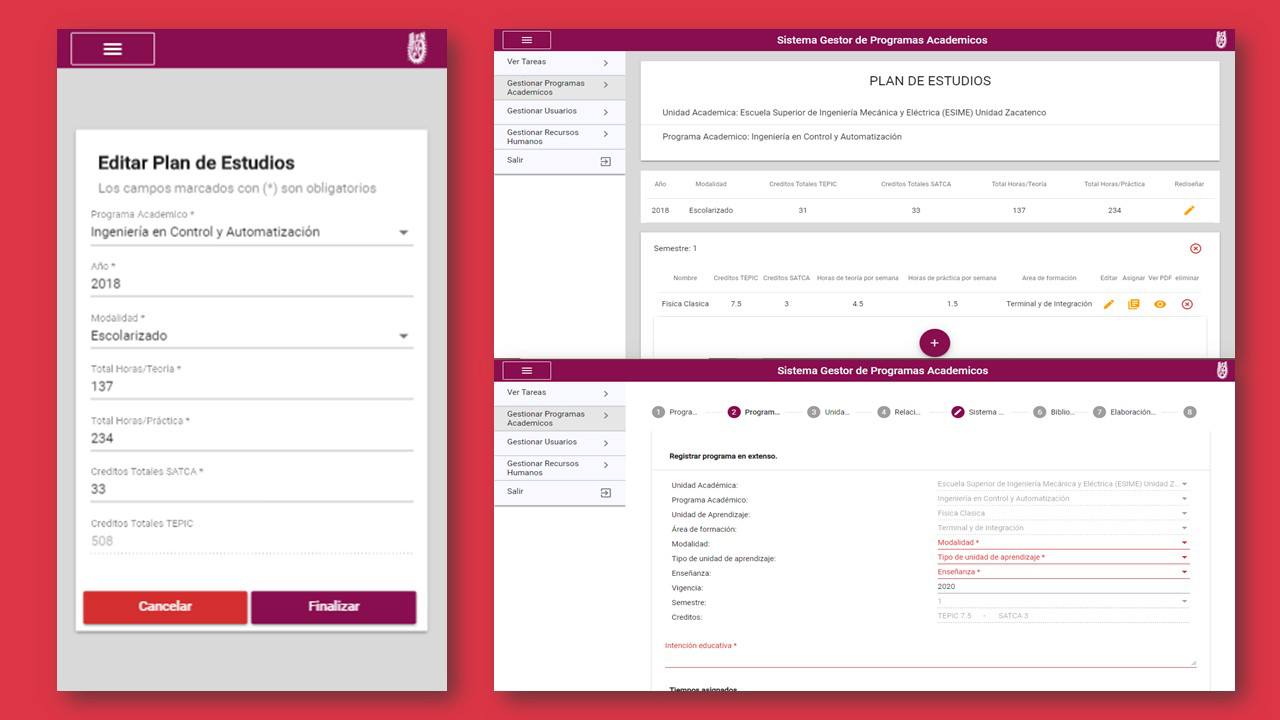 Editar Plan de Estudios
Los campos marcados con (*) son obligatorios
Programa Academico *
Ingeniería en Control y Automatización
Año *
2018
Modalidad *
Escolarizado
Total Horas/Teoría *
137
Total Horas/Práctica *
234
Creditos Totales SATCA *
33
Creditos Totales TEPIC
508
Cancelar Finalizar
Sistema Gestor de Programas Academicos
Ver Tareas
Gestionar Programas
Academicos
Gestionar Usuarios
Gestionar Recursos
Humanos
Salir
PLAN DE ESTUDIOS
Unidad Academica: Escuela Superior de Ingeniería Mecánica y Eléctrica (ESIME) Unidad Zacatenco
Programa Academico: Ingeniería en Control y Automatización
Año Modalidad Creditos Totales TEPIC Creditos Totales SATCA Total Horas/Teoría Total Horas/Práctica Rediseñar
2018 Escolarizado 31 33 137 234
Semestre: 1
Nombre Creditos TEPIC Creditos SATCA Horas de teoría por semana Horas de práctica por semana Area de formación Editar Asignar Ver PDF eliminar
Fisica Clasica 7.5 3 4.5 1.5 Terminal y de Integración
+
Sistema Gestor de Programas Academicos
Ver Tareas
Gestionar Programas
Academicos
Gestionar Usuarios
Gestionar Recursos
Humanos
Salir
1 Progra... 2 Program... 3 Unida... 4 Relaci... Sistema ... 6 Biblio... 7 Elaboración... 8
Registrar programa en extenso.
Unidad Académica: Escuela Superior de Ingeniería Mecánica y Eléctrica (ESIME) Unidad Z...
Programa Académico: Ingeniería en Control y Automatización
Unidad de Aprendizaje: Fisica Clasica
Área de formación: Terminal y de Integración
Modalidad: Modalidad *
Tipo de unidad de aprendizaje: Tipo de unidad de aprendizaje *
Enseñanza: Enseñanza *
Vigencia: 2020
Semestre: 1
Creditos: TEPIC 7.5 - SATCA 3
Intención educativa *
Tiempos asignados